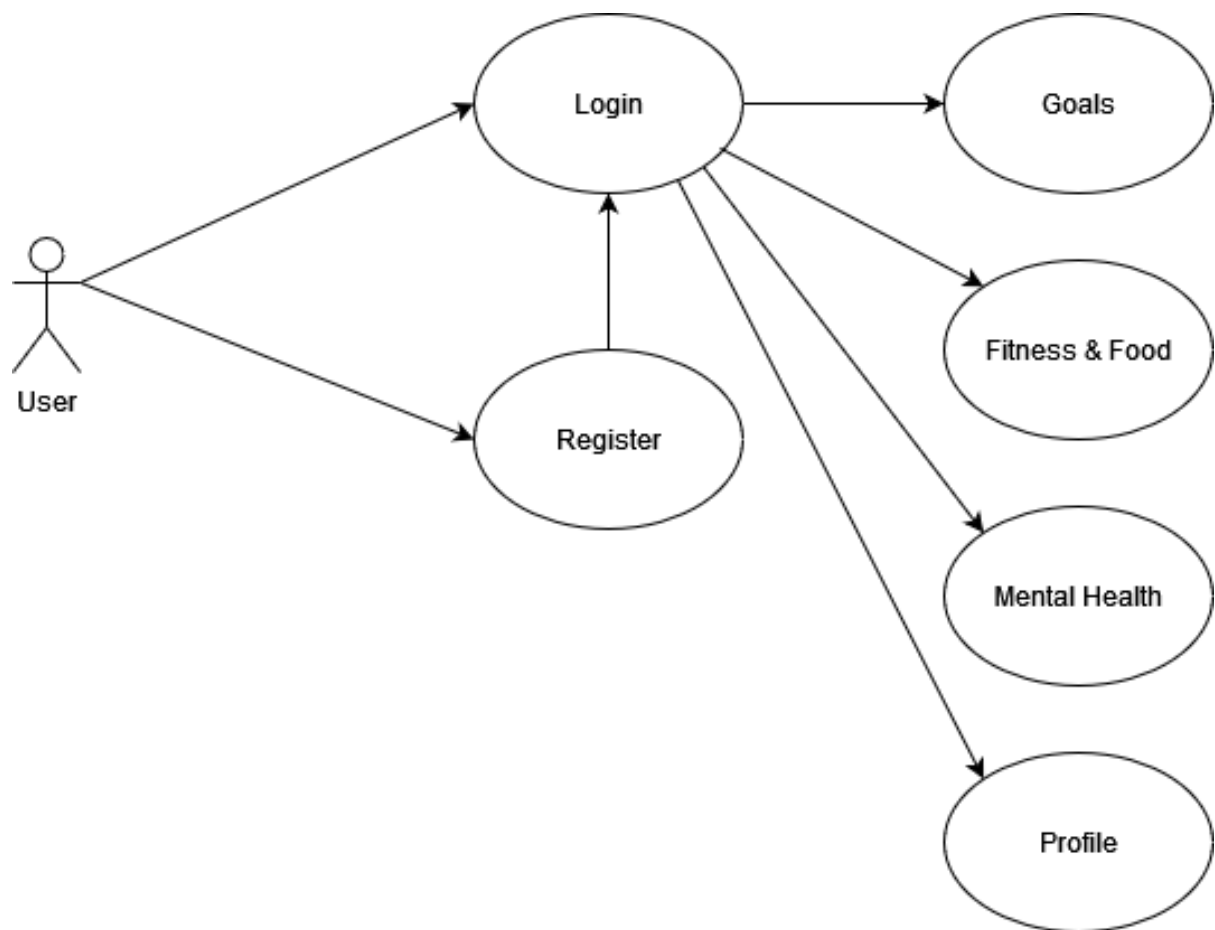 Login
Goals
User
Register
Fitness & Food
Mental Health
Profile